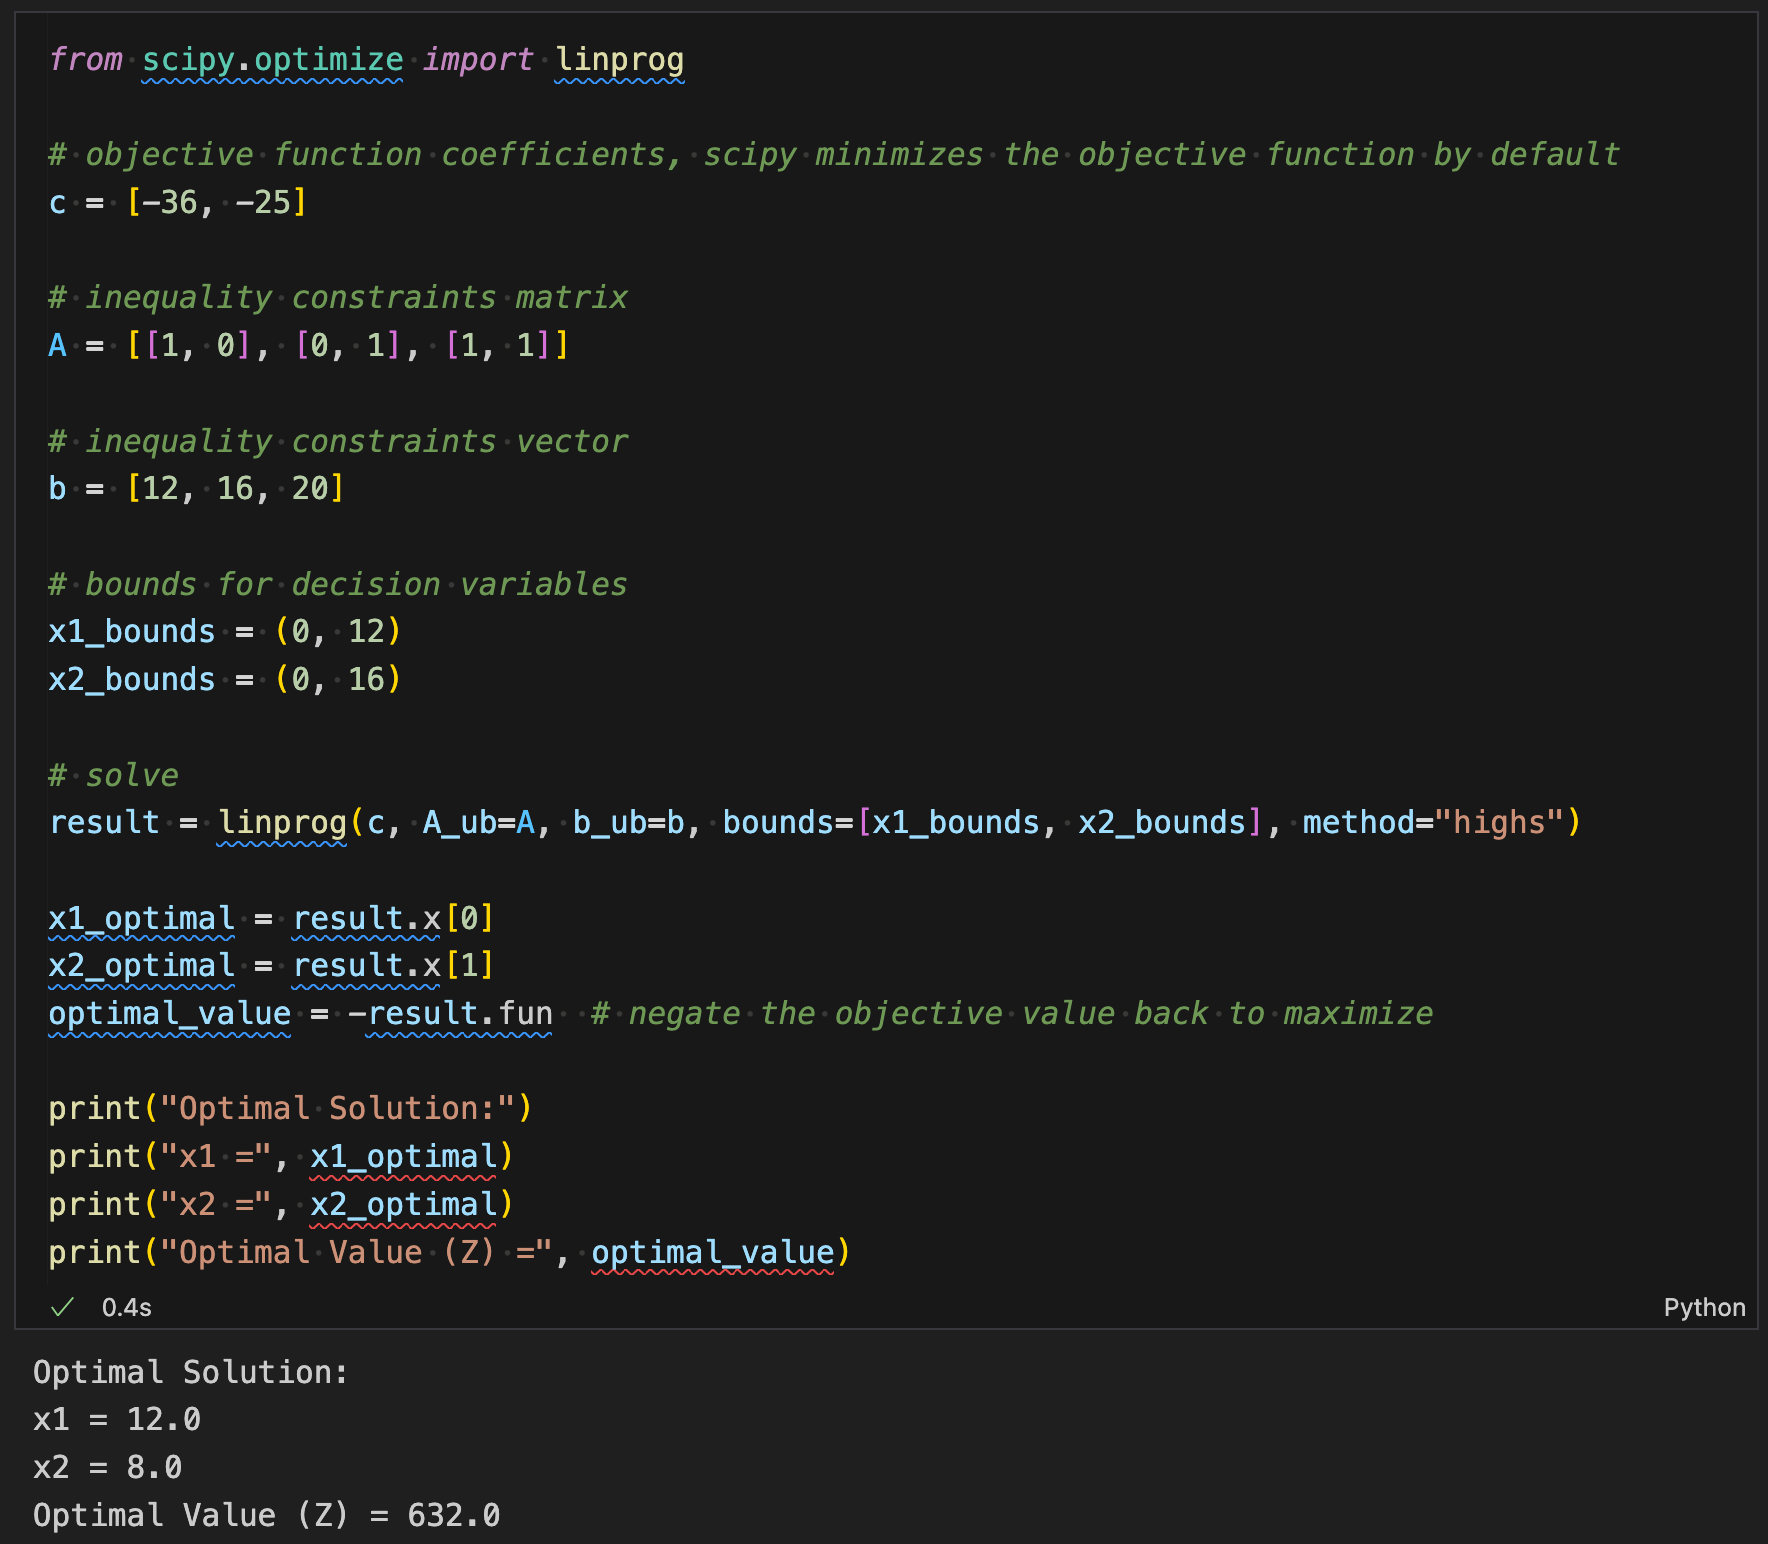 from scipy.optimize import linprog
# objective function coefficients, scipy minimizes the objective function by default
c = [-36, -25]
# inequality constraints matrix
A = [[1, 0], [0, 1], [1, 1]]
# inequality constraints vector
b = [12, 16, 20]
# bounds for decision variables
x1_bounds = (0, 12)
x2_bounds = (0, 16)
# solve
result = linprog(c, A_ub=A, b_ub=b, bounds=[x1_bounds, x2_bounds], method="highs")
x1_optimal = result.x[0]
x2_optimal = result.x[1]
optimal_value = -result.fun  # negate the objective value back to maximize
print("Optimal Solution:")
print("x1 =", x1_optimal)
print("x2 =", x2_optimal)
print("Optimal Value (Z) =", optimal_value)
0.4s
Python
Optimal Solution:
x1 = 12.0
x2 = 8.0
Optimal Value (Z) = 632.0